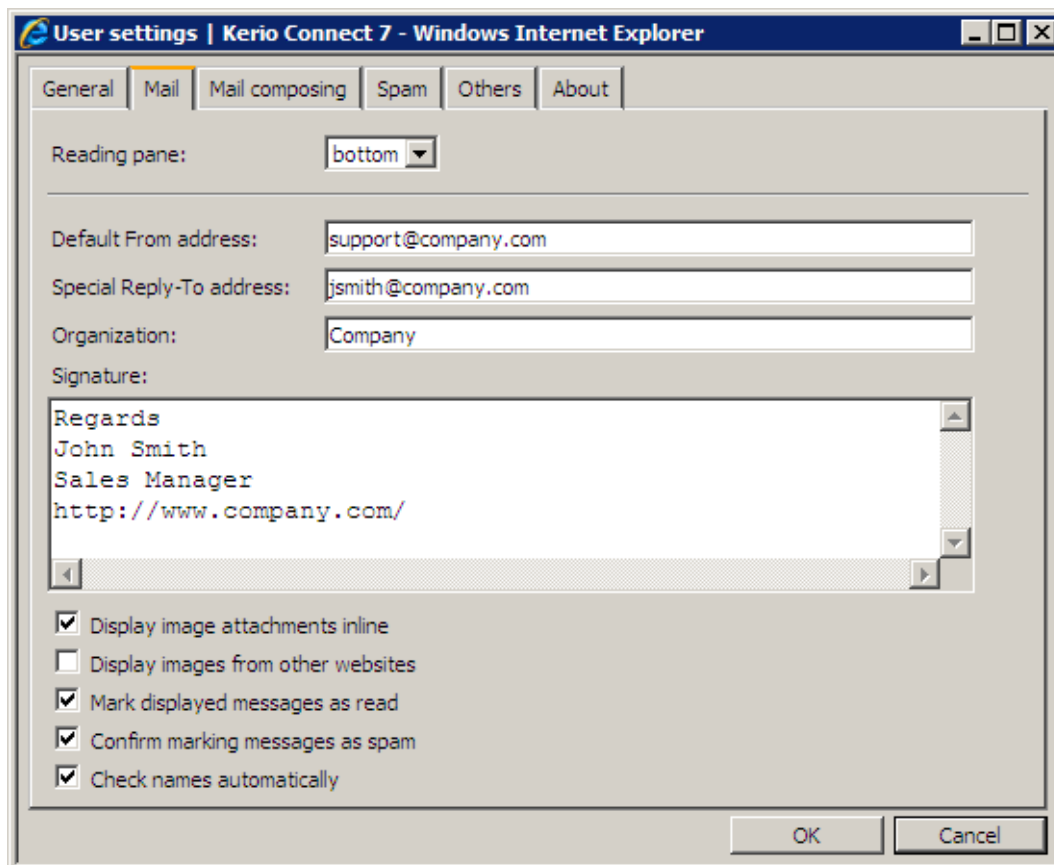 User settings | Kerio Connect 7 - Windows Internet Explorer
General Mail Mail composing Spam Others About
Reading pane: bottom
Default From address: support@company.com
Special Reply-To address: jsmith@company.com
Organization: Company
Signature:
Regards
John Smith
Sales Manager
http://www.company.com/
Display image attachments inline
Display images from other websites
Mark displayed messages as read
Confirm marking messages as spam
Check names automatically
OK Cancel